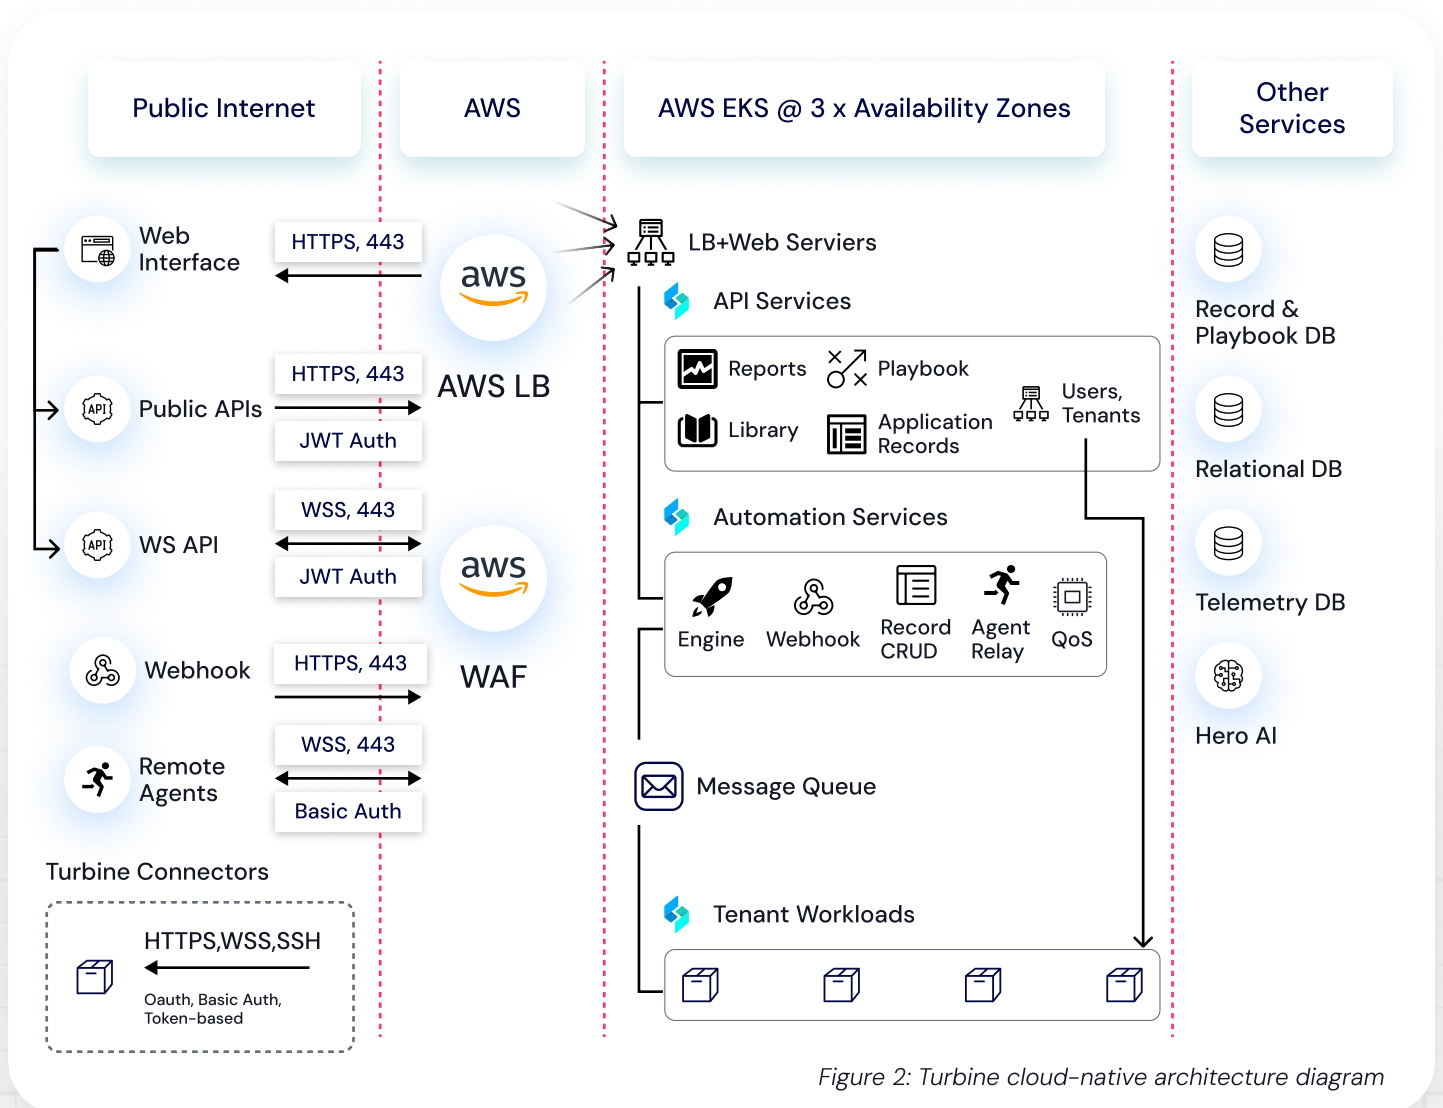 Public Internet
AWS
AWS EKS @ 3 x Availability Zones
Other
Services
Web
Interface
HTTPS, 443
Public APIs
HTTPS, 443
JWT Auth
WS API
WSS, 443
JWT Auth
Webhook
HTTPS, 443
Remote
Agents
WSS, 443
Basic Auth
Turbine Connectors
HTTPS,WSS,SSH
Oauth, Basic Auth,
Token-based
aws
AWS LB
aws
WAF
LB+Web Serviers
API Services
Reports
Playbook
Library
Application
Records
Users,
Tenants
Automation Services
Engine
Webhook
Record
CRUD
Agent
Relay
QoS
Message Queue
Tenant Workloads
Record &
Playbook DB
Relational DB
Telemetry DB
Hero AI
API
API
Figure 2: Turbine cloud-native architecture diagram